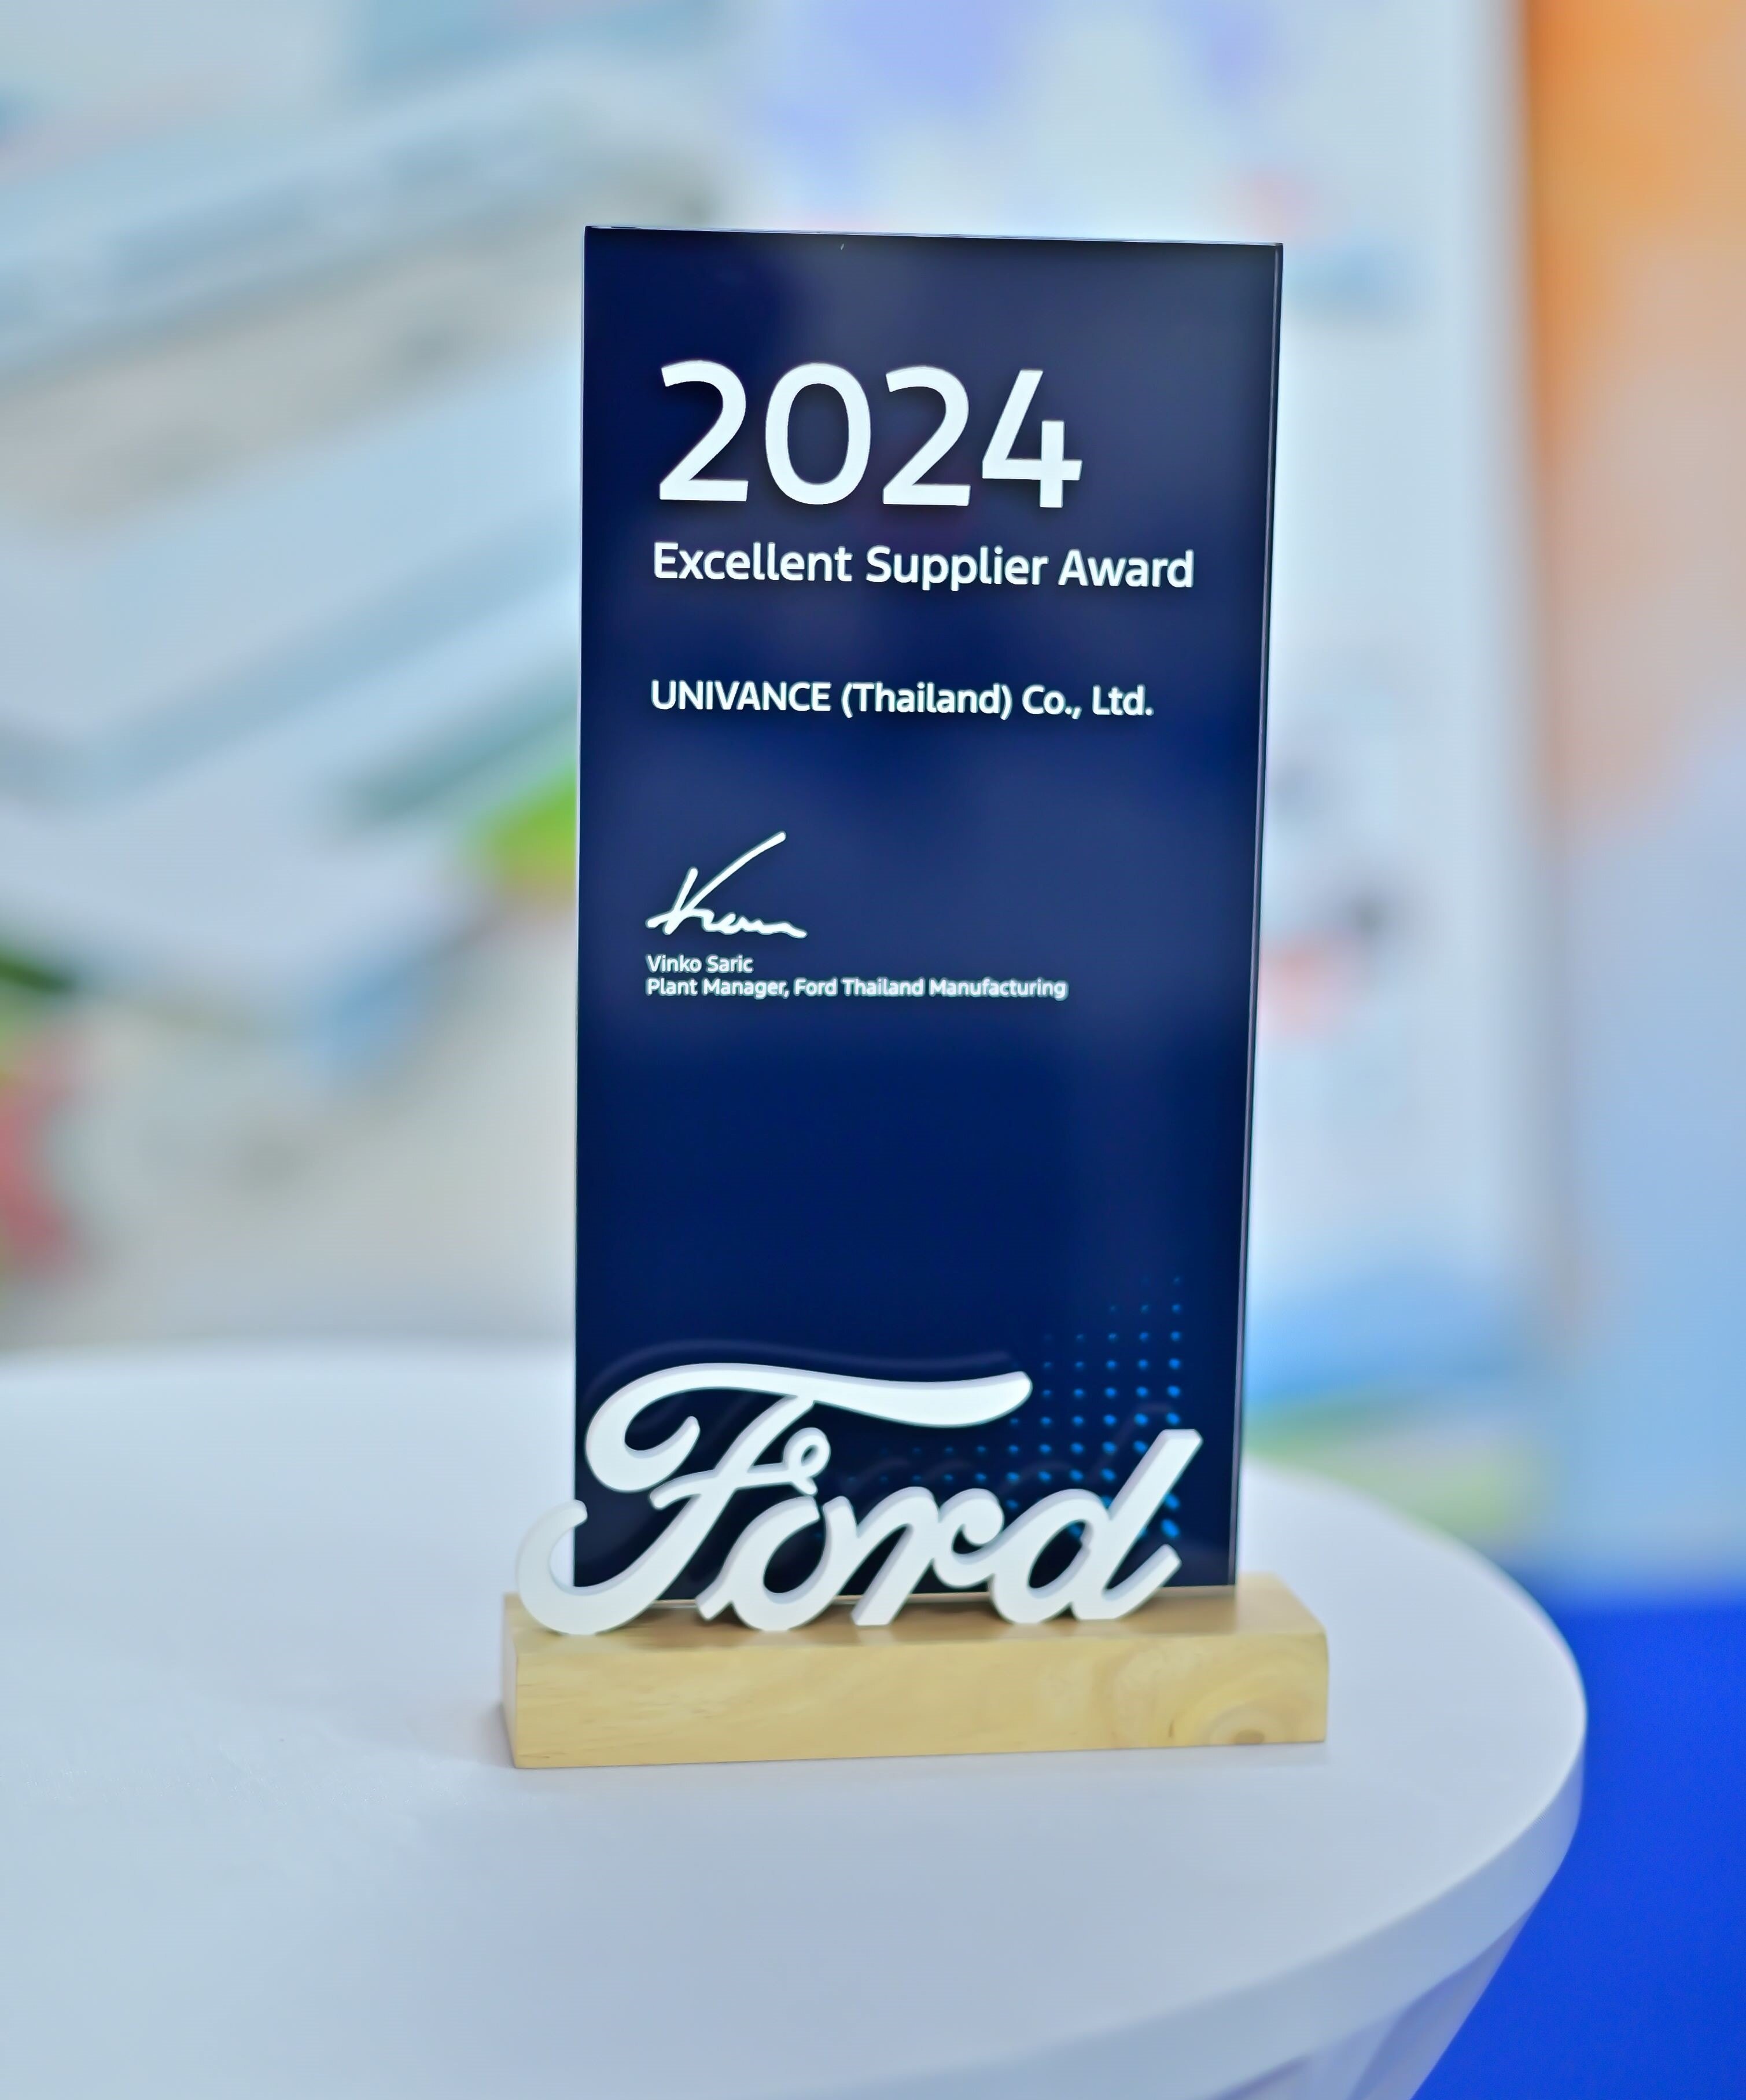 2024
Excellent Supplier Award
UNIVANCE (Thailand) Co., Ltd.
Vinko Saric
Plant Manager, Ford Thailand Manufacturing
Ford